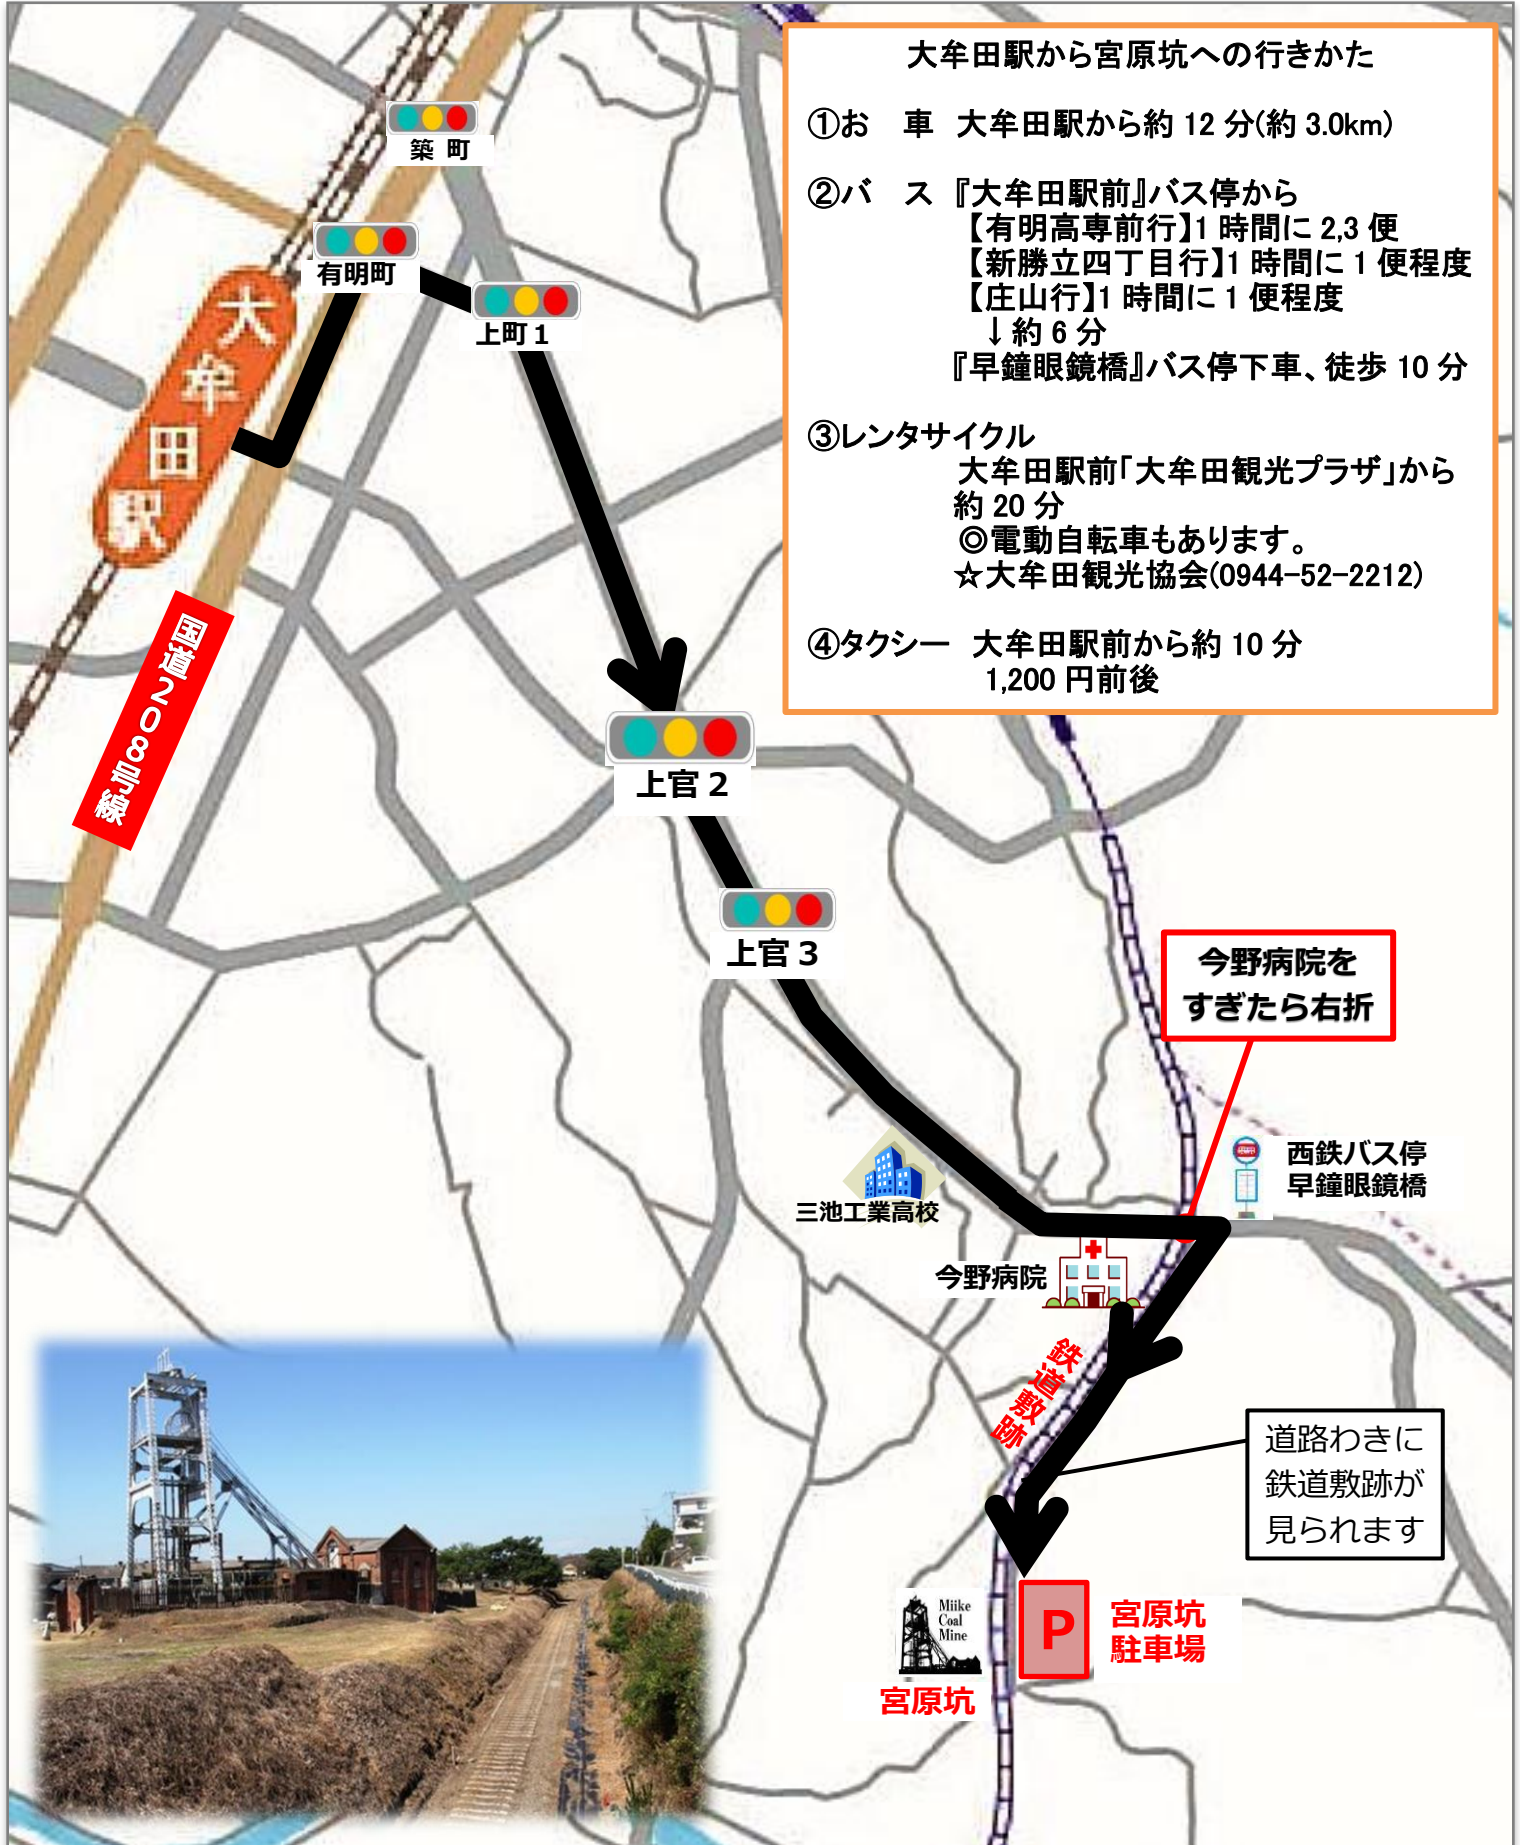 大牟田駅から宮原坑への行きかた
①お　車　大牟田駅から約 12 分(約 3.0km)
②バ　ス　『大牟田駅前』バス停から
【有明高専前行】1 時間に 2,3 便
【新勝立四丁目行】1 時間に 1 便程度
【庄山行】1 時間に 1 便程度
↓約 6 分
『早鐘眼鏡橋』バス停下車、徒歩 10 分
③レンタサイクル
大牟田駅前「大牟田観光プラザ」から
約 20 分
◎電動自転車もあります。
☆大牟田観光協会(0944-52-2212)
④タクシー　大牟田駅前から約 10 分
1,200 円前後
築 町
有明町
上町 1
大牟田駅
国道208号線
上官 2
上官 3
今野病院を
すぎたら右折
西鉄バス停
早鐘眼鏡橋
三池工業高校
今野病院
鉄道敷跡
道路わきに
鉄道敷跡が
見られます
Miike
Coal
Mine
宮原坑
P
宮原坑
駐車場